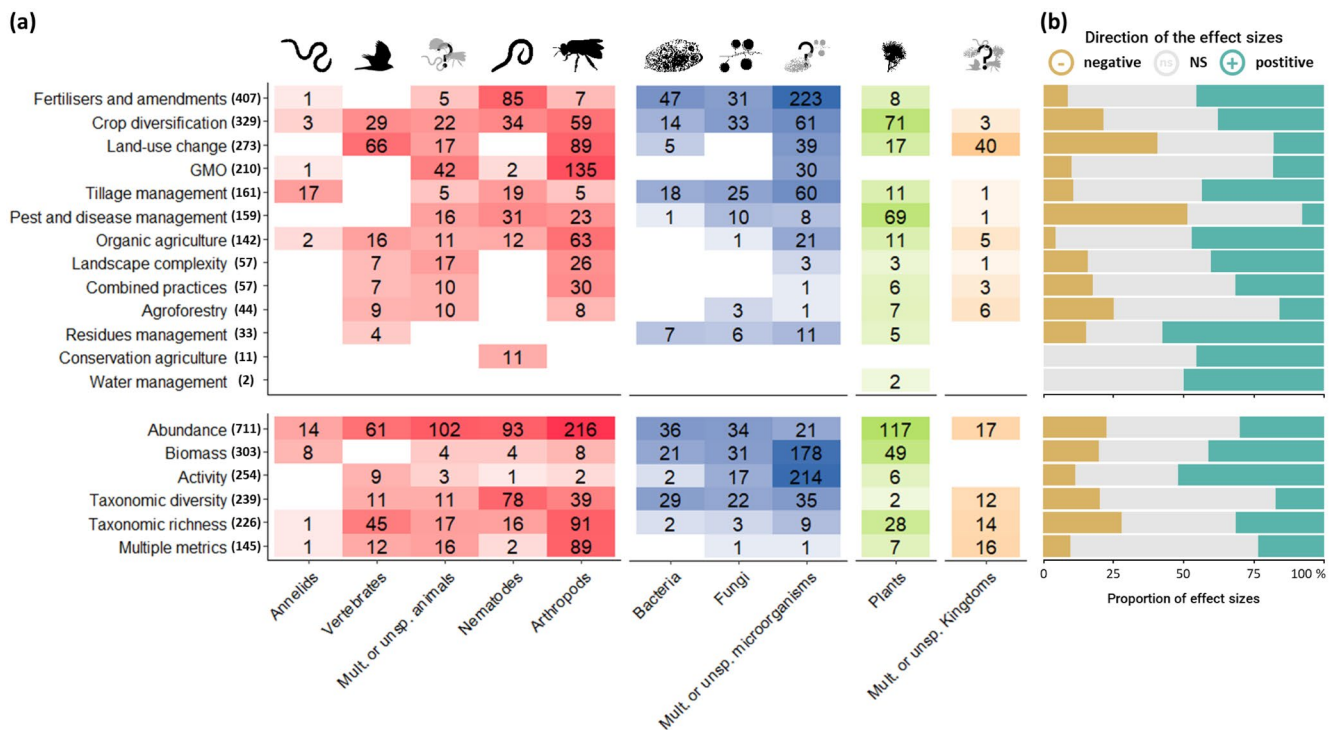 (a)
(b)
Direction of the effect sizes
- negative ns NS + postitive
?
?
?
Fertilisers and amendments (407) 1 5 85 7 47 31 223 8
Crop diversification (329) 3 29 22 34 59 14 33 61 71 3
Land-use change (273) 66 17 89 5 39 17 40
GMO (210) 1 42 2 135 30
Tillage management (161) 17 5 19 5 18 25 60 11 1
Pest and disease management (159) 16 31 23 1 10 8 69 1
Organic agriculture (142) 2 16 11 12 63 1 21 11 5
Landscape complexity (57) 7 17 26 3 3 1
Combined practices (57) 7 10 30 1 6 3
Agroforestry (44) 9 10 8 3 1 7 6
Residues management (33) 4 7 6 11 5
Conservation agriculture (11) 11
Water management (2) 2
Abundance (711) 14 61 102 93 216 36 34 21 117 17
Biomass (303) 8 4 4 8 21 31 178 49
Activity (254) 9 3 1 2 2 17 214 6
Taxonomic diversity (239) 11 11 78 39 29 22 35 2 12
Taxonomic richness (226) 1 45 17 16 91 2 3 9 28 14
Multiple metrics (145) 1 12 16 2 89 1 1 7 16
Annelids
Vertebrates
Mult. or unsp. animals
Nematodes
Arthropods
Bacteria
Fungi
Mult. or unsp. microorganisms
Plants
Mult. or unsp. Kingdoms
0 25 50 75 100 %
Proportion of effect sizes